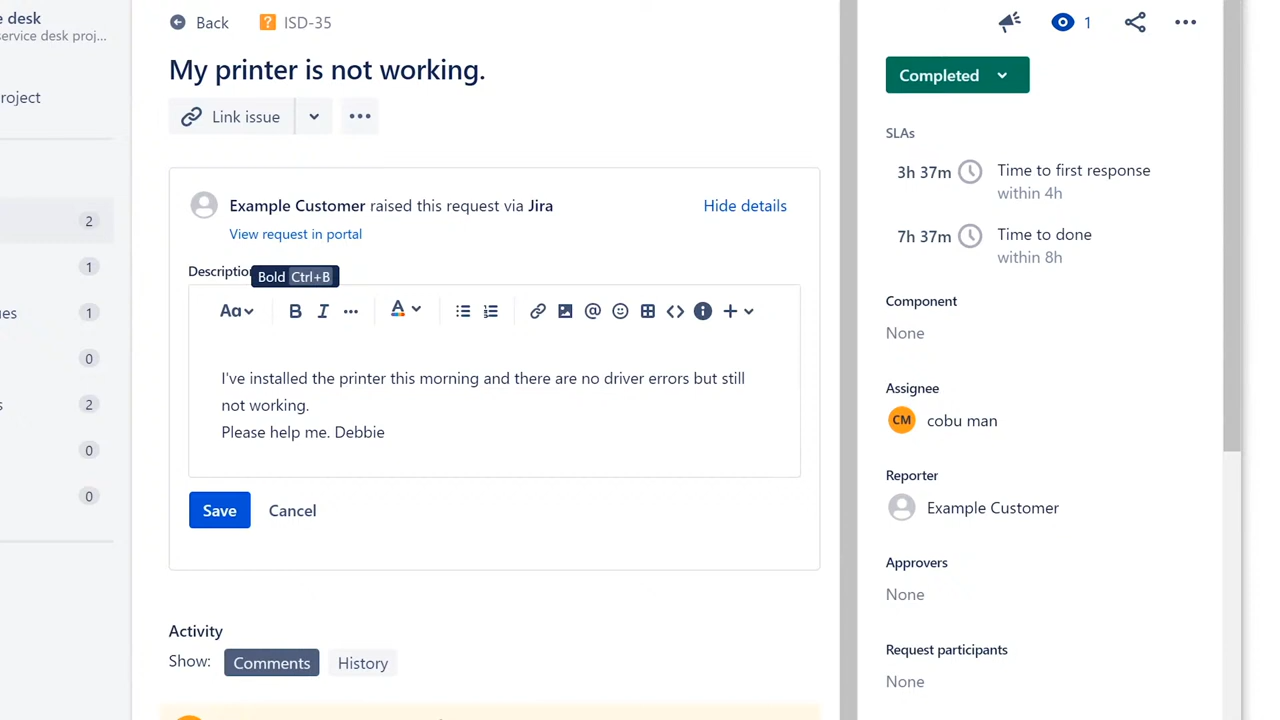 e desk
service desk proj...
roject
2
1
es
1
0
s
2
0
0
Back
ISD-35
My printer is not working.
Link issue
Example Customer raised this request via Jira
Hide details
View request in portal
Description
Bold Ctrl+B
Aa
B I A
I've installed the printer this morning and there are no driver errors but still
not working.
Please help me. Debbie
Save
Cancel
Activity
Show:
Comments
History
1
Completed
SLAs
3h 37m
Time to first response
within 4h
7h 37m
Time to done
within 8h
Component
None
Assignee
CM
cobu man
Reporter
Example Customer
Approvers
None
Request participants
None